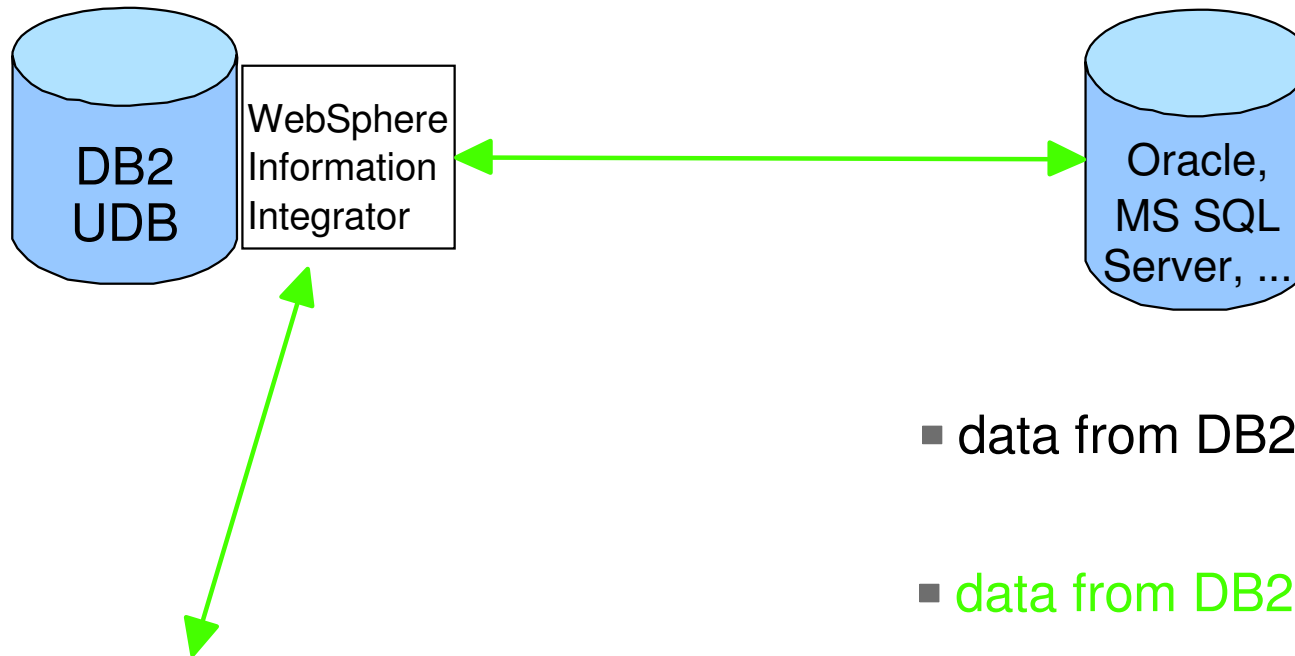 DB2
UDB
WebSphere
Information
Integrator
Oracle,
MS SQL
Server, ...
data from DB2
data from DB2